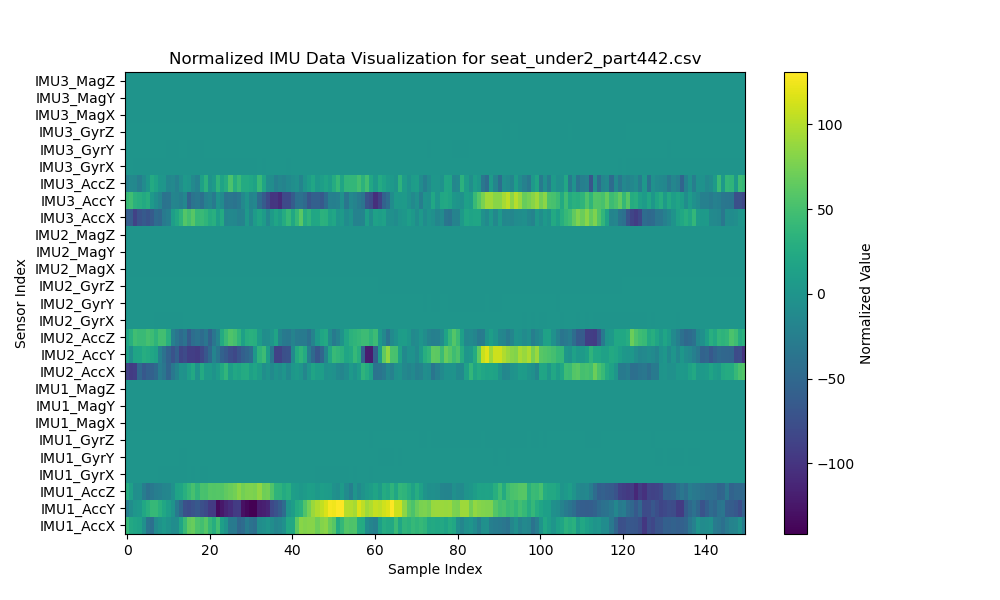 Normalized IMU Data Visualization for seat_under2_part442.csv
IMU3_MagZ
IMU3_MagY
IMU3_MagX
IMU3_GyrZ
IMU3_GyrY
IMU3_GyrX
IMU3_AccZ
IMU3_AccY
IMU3_AccX
IMU2_MagZ
IMU2_MagY
IMU2_MagX
IMU2_GyrZ
IMU2_GyrY
IMU2_GyrX
IMU2_AccZ
IMU2_AccY
IMU2_AccX
IMU1_MagZ
IMU1_MagY
IMU1_MagX
IMU1_GyrZ
IMU1_GyrY
IMU1_GyrX
IMU1_AccZ
IMU1_AccY
IMU1_AccX
Sensor Index
0 20 40 60 80 100 120 140
Sample Index
100
50
0
−50
−100
Normalized Value